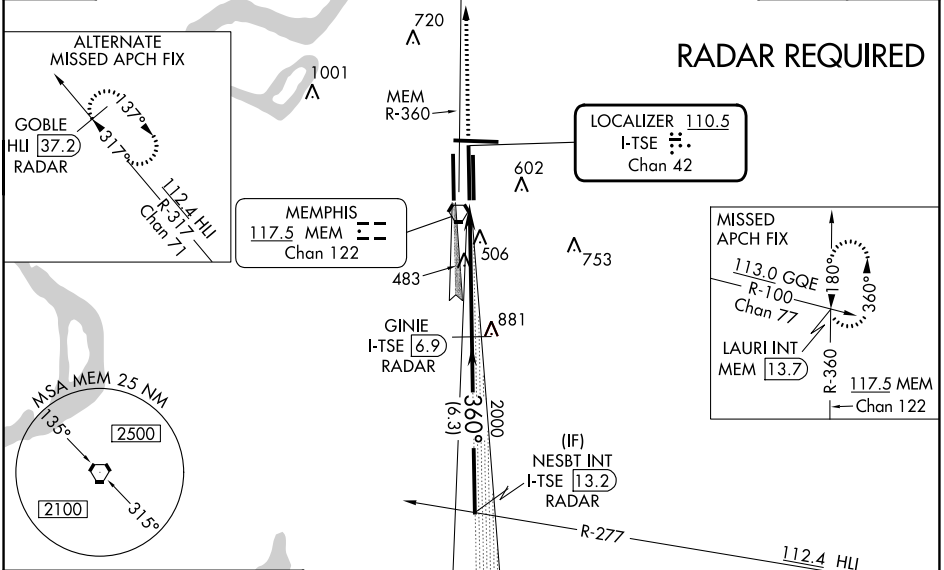 RADAR REQUIRED
ALTERNATE
MISSED APCH FIX
GOBLE
HLI 37.2
RADAR
137°
317°
112.4 HLI
R-317
Chan 71
720
1001
MEM
R-360
LOCALIZER 110.5
I-TSE
Chan 42
602
MEMPHIS
117.5 MEM
Chan 122
506
753
483
881
GINIE
I-TSE 6.9
RADAR
360°
(6.3)
2000
(IF)
NESBT INT
I-TSE 13.2
RADAR
R-277
112.4 HLI
MISSED
APCH FIX
113.0 GQE
R-100
Chan 77
180°
360°
LAURI INT
MEM 13.7
R-360
117.5 MEM
Chan 122
MSA MEM 25 NM
135°
2500
2100
315°